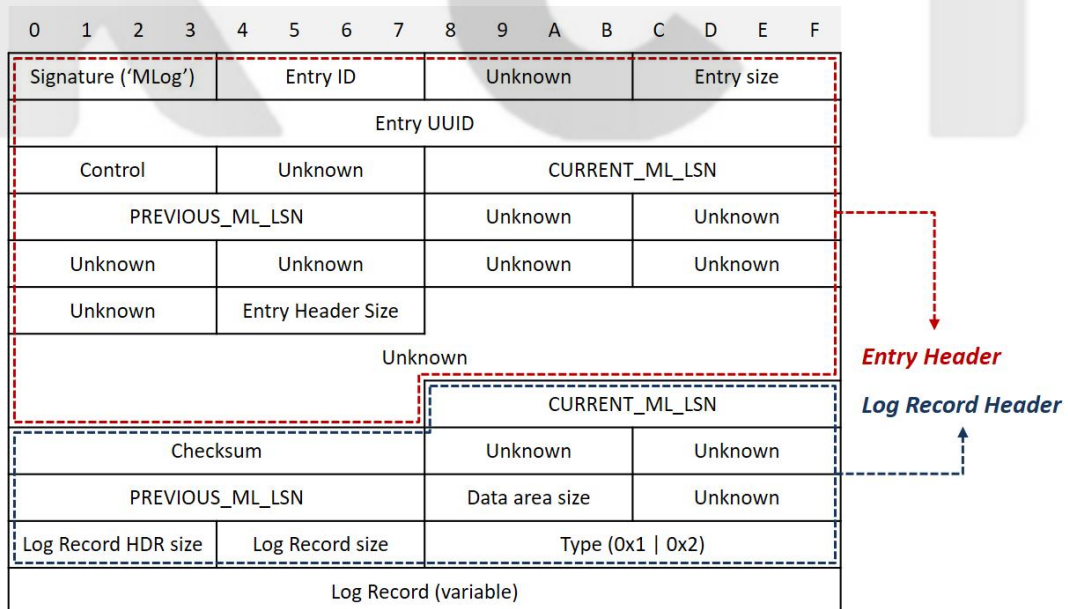 0 1 2 3 4 5 6 7 8 9 A B C D E F
Signature (‘MLog’) Entry ID Unknown Entry size
Entry UUID
Control Unknown CURRENT_ML_LSN
PREVIOUS_ML_LSN Unknown Unknown
Unknown Unknown Unknown Unknown
Unknown Entry Header Size
Unknown
Entry Header
CURRENT_ML_LSN
Log Record Header
Checksum Unknown Unknown
PREVIOUS_ML_LSN Data area size Unknown
Log Record HDR size Log Record size Type (0x1 | 0x2)
Log Record (variable)